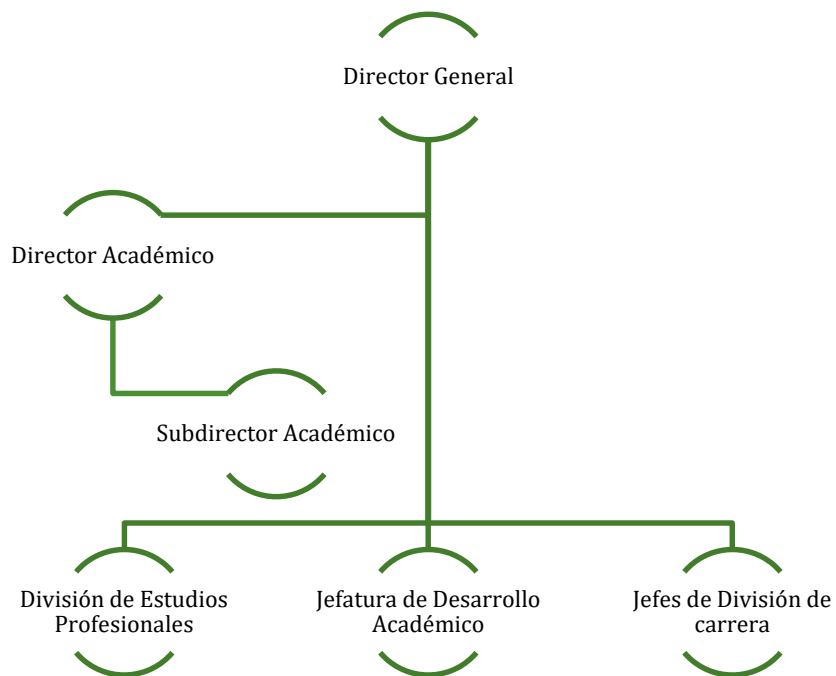 Director General
Director Académico
Subdirector Académico
División de Estudios
Profesionales
Jefatura de Desarrollo
Académico
Jefes de División de
carrera